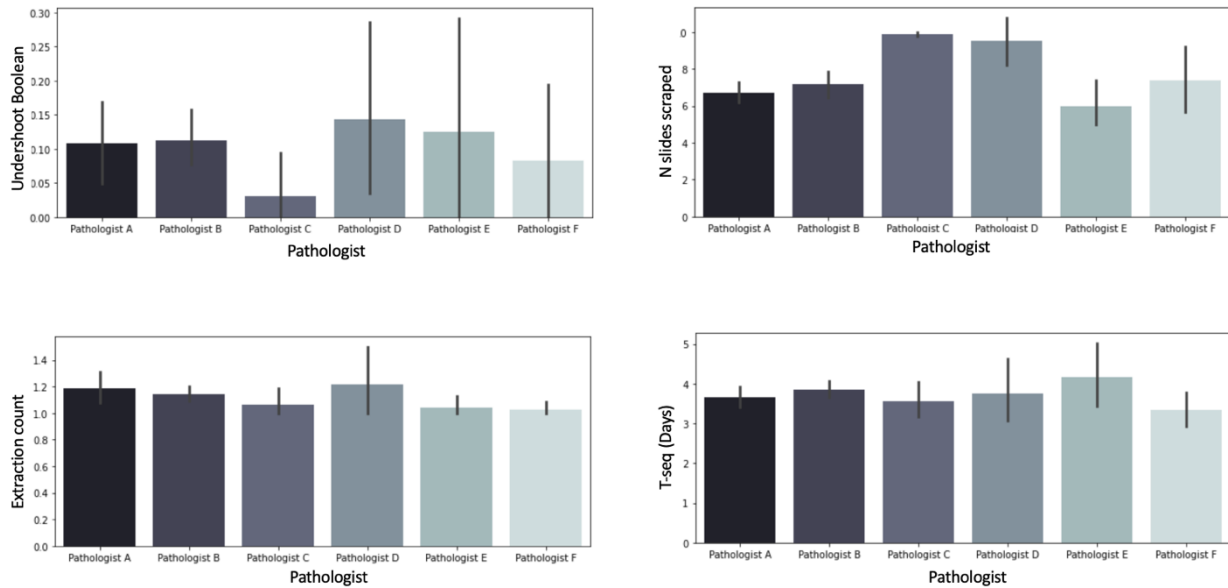 0.30
0.25
0.20
0.15
0.10
0.05
0.00
Undershoot Boolean
Pathologist A Pathologist B Pathologist C Pathologist D Pathologist E Pathologist F
Pathologist
0
8
6
4
2
0
N slides scraped
Pathologist A Pathologist B Pathologist C Pathologist D Pathologist E Pathologist F
Pathologist
1.4
1.2
1.0
0.8
0.6
0.4
0.2
0.0
Extraction count
Pathologist A Pathologist B Pathologist C Pathologist D Pathologist E Pathologist F
Pathologist
5
4
3
2
1
0
T-seq (Days)
Pathologist A Pathologist B Pathologist C Pathologist D Pathologist E Pathologist F
Pathologist